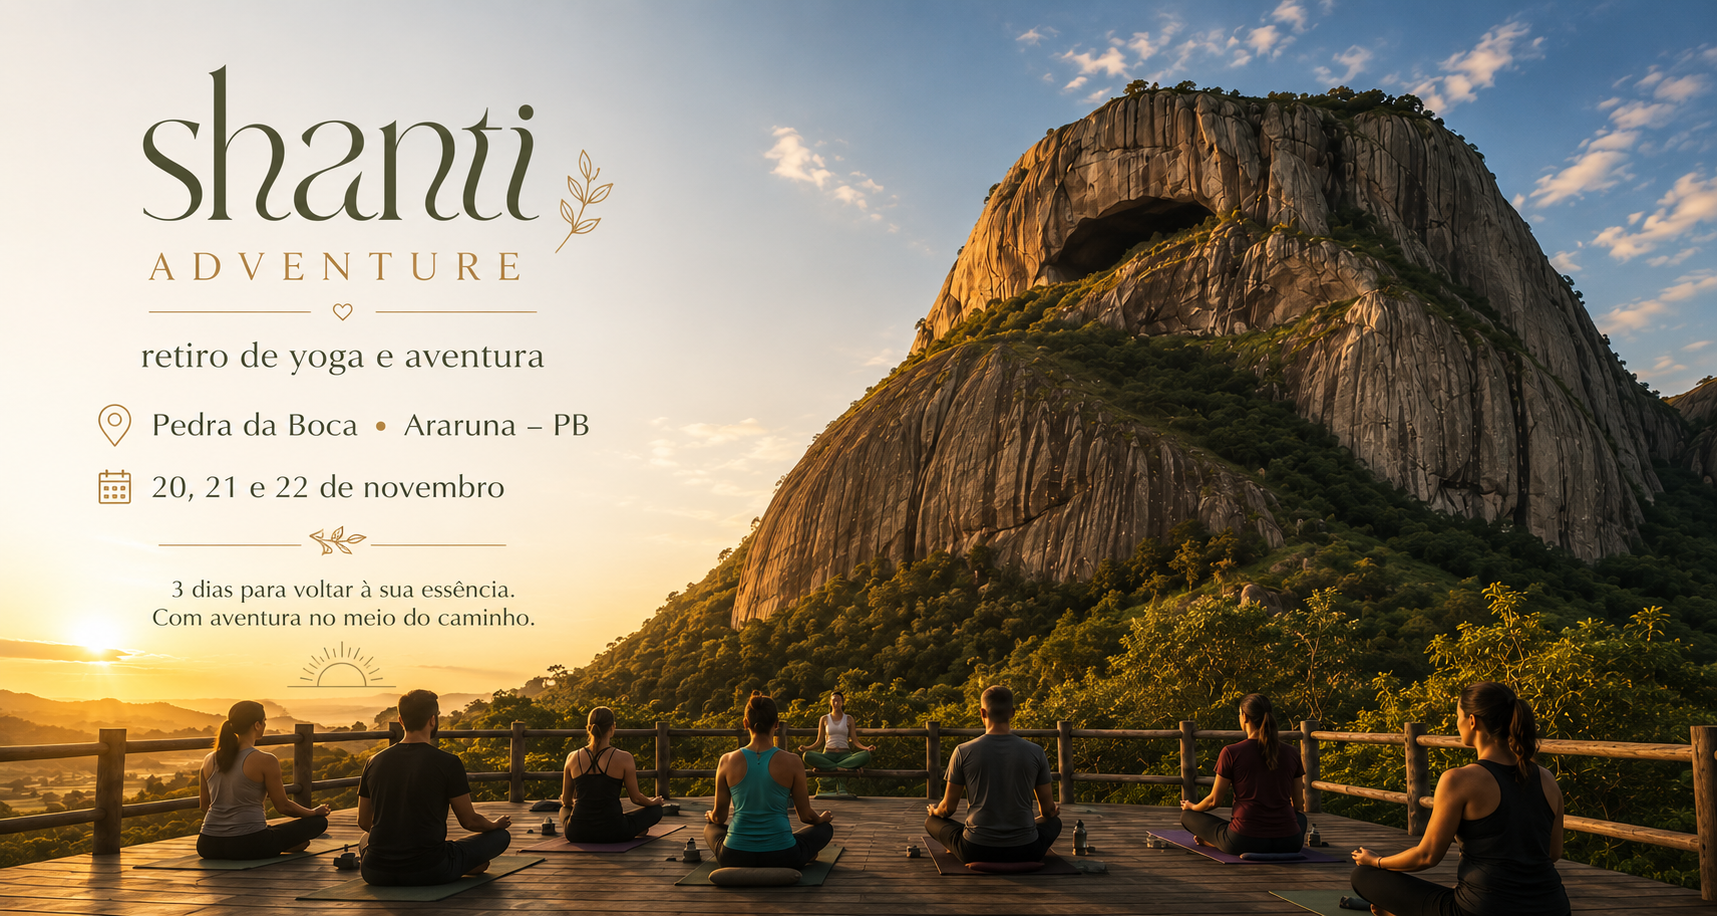 shanti
ADVENTURE
retiro de yoga e aventura
Pedra da Boca • Araruna – PB
20, 21 e 22 de novembro
3 dias para voltar à sua essência.
Com aventura no meio do caminho.